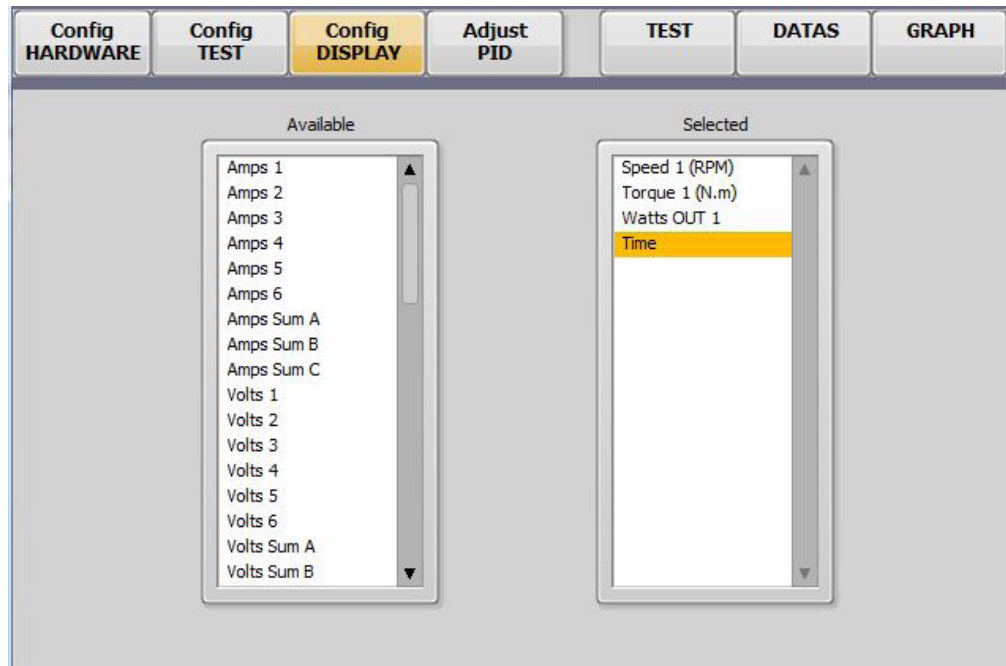 Config
HARDWARE
Config
TEST
Config
DISPLAY
Adjust
PID
TEST
DATAS
GRAPH
Available
Amps 1
Amps 2
Amps 3
Amps 4
Amps 5
Amps 6
Amps Sum A
Amps Sum B
Amps Sum C
Volts 1
Volts 2
Volts 3
Volts 4
Volts 5
Volts 6
Volts Sum A
Volts Sum B
Selected
Speed 1 (RPM)
Torque 1 (N.m)
Watts OUT 1
Time